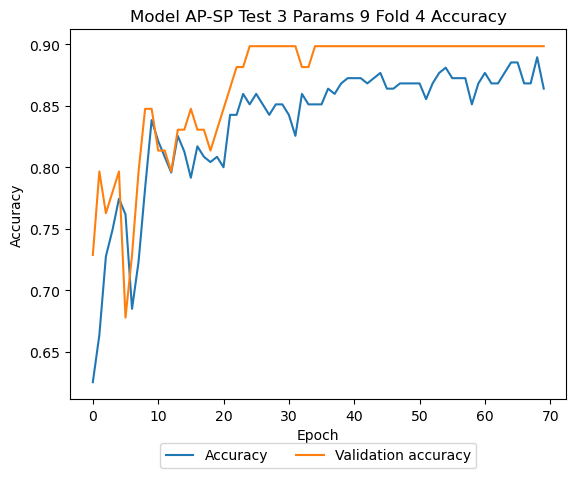 Model AP-SP Test 3 Params 9 Fold 4 Accuracy
0.90
0.85
0.80
0.75
0.70
0.65
Accuracy
0 10 20 30 40 50 60 70
Epoch
Accuracy Validation accuracy